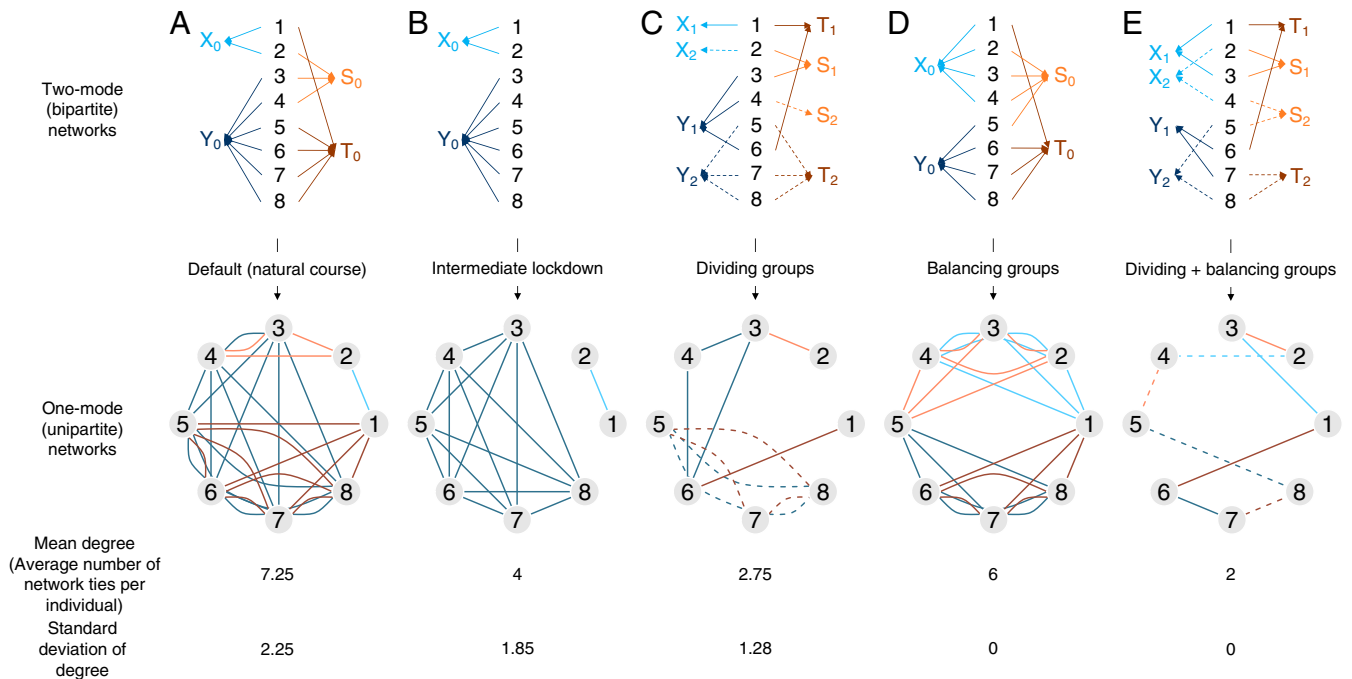 A B C D E
Two-mode
(bipartite)
networks
X₀ Y₀ 1 2 3 4 5 6 7 8 S₀ T₀
X₀ Y₀ 1 2 3 4 5 6 7 8
X₁ X₂ Y₁ Y₂ 1 2 3 4 5 6 7 8 T₁ S₁ S₂ T₂
X₀ Y₀ 1 2 3 4 5 6 7 8 S₀ T₀
X₁ X₂ Y₁ Y₂ 1 2 3 4 5 6 7 8 T₁ S₁ S₂ T₂
Default (natural course) Intermediate lockdown Dividing groups Balancing groups Dividing + balancing groups
One-mode
(unipartite)
networks
3 4 2 5 1 6 8 7
3 4 2 5 1 6 8 7
3 4 2 5 1 6 8 7
3 4 2 5 1 6 8 7
3 4 2 5 1 6 8 7
Mean degree
(Average number of
network ties per
individual)
7.25 4 2.75 6 2
Standard
deviation of
degree
2.25 1.85 1.28 0 0